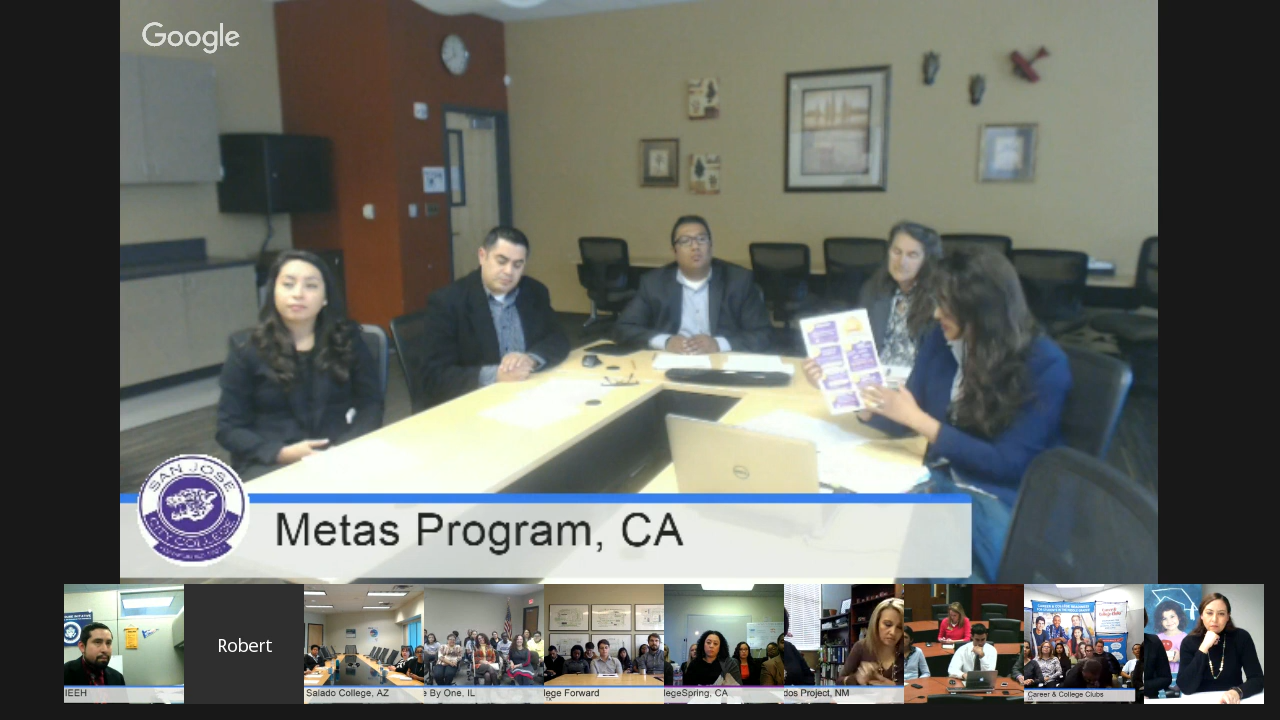 Google
SAN JOSE
CITY COLLEGE
Metas Program, CA
IEEH
Robert
Salado College, AZ
By One, IL
lege Forward
legeSpring, CA
dos Project, NM
Career & College Clubs